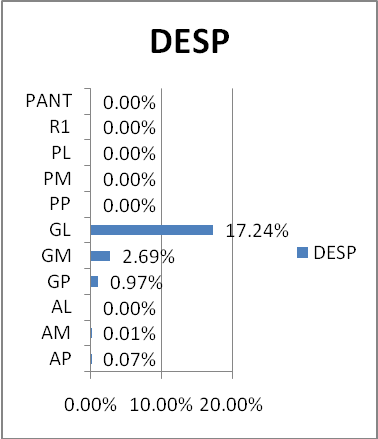 DESP
PANT 0.00%
R1 0.00%
PL 0.00%
PM 0.00%
PP 0.00%
GL 17.24%
GM 2.69%
DESP
GP 0.97%
AL 0.00%
AM 0.01%
AP 0.07%
0.00% 10.00% 20.00%